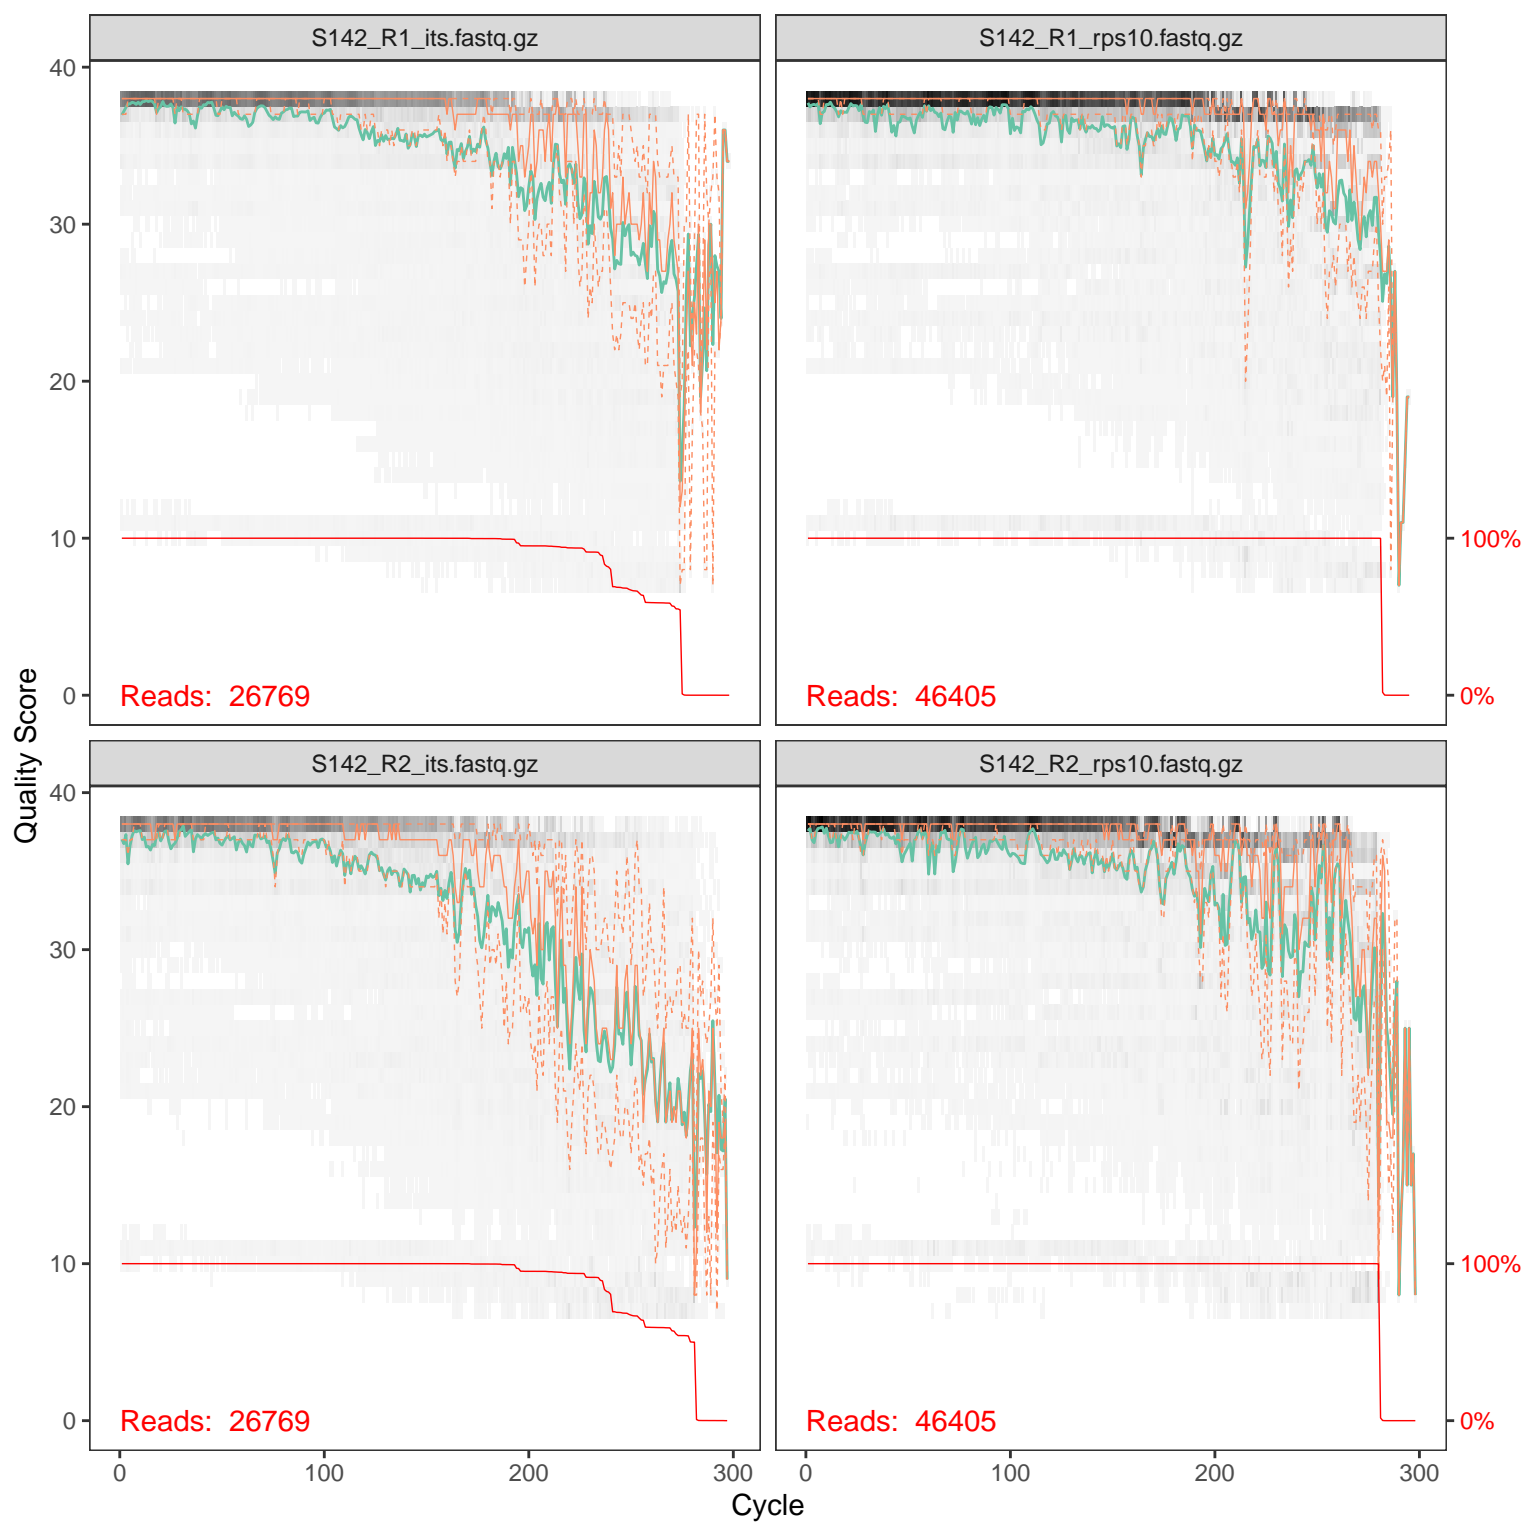 S142_R1_its.fastq.gz
S142_R1_rps10.fastq.gz
40
30
20
10
0
100%
0%
Reads: 26769
Reads: 46405
Quality Score
S142_R2_its.fastq.gz
S142_R2_rps10.fastq.gz
40
30
20
10
0
100%
0%
Reads: 26769
Reads: 46405
0 100 200 300
0 100 200 300
Cycle